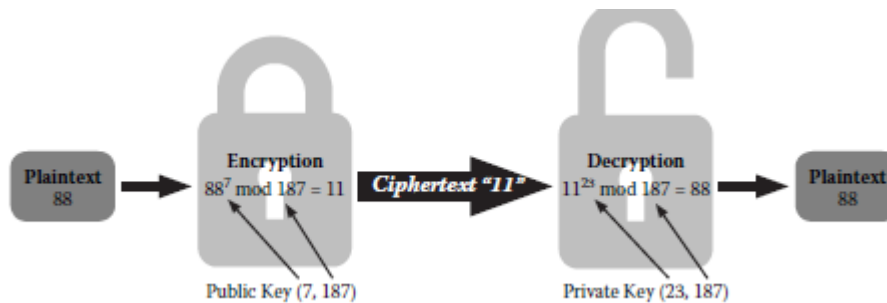 Plaintext
88
Encryption
88⁷ mod 187 = 11
Public Key (7, 187)
Ciphertext “11”
Decryption
11²³ mod 187 = 88
Private Key (23, 187)
Plaintext
88